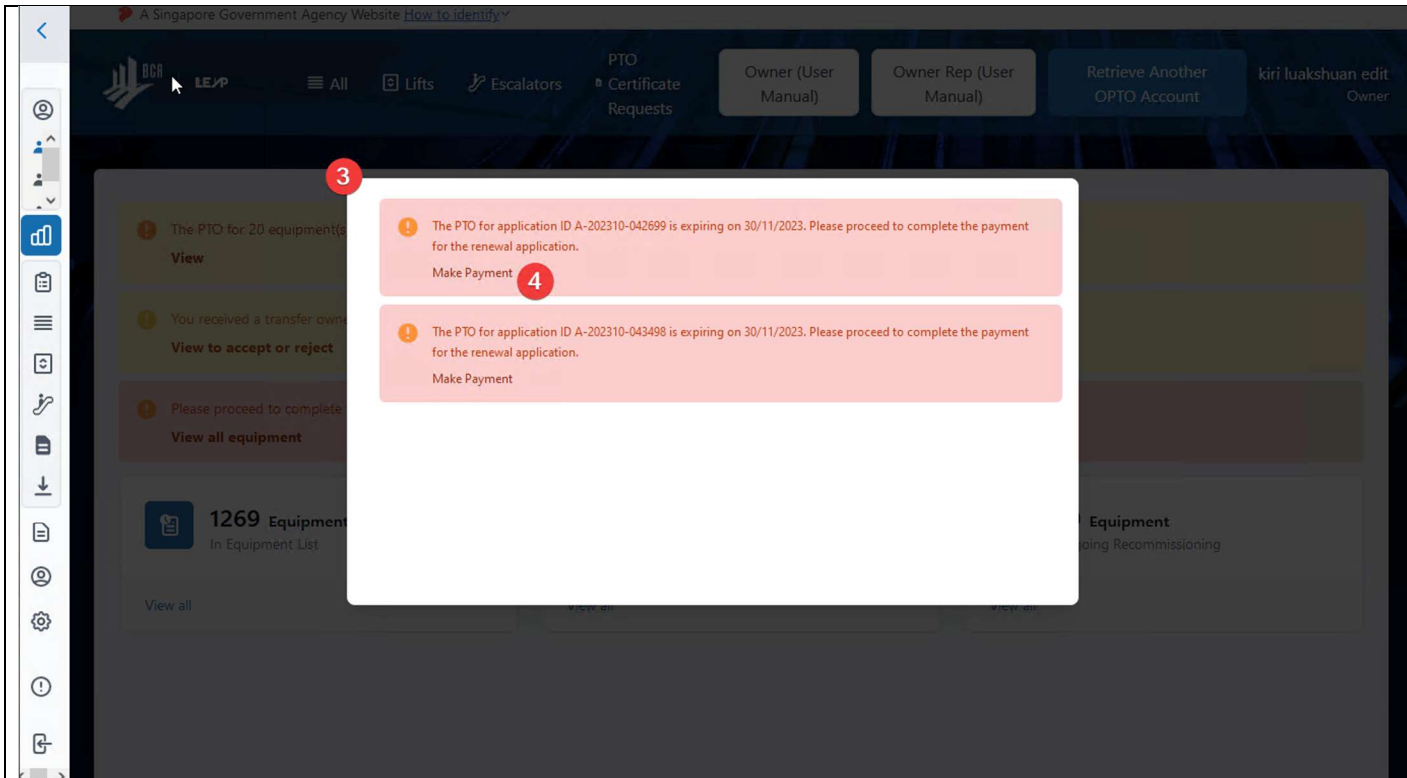 A Singapore Government Agency Website How to identify
BCA
LEAP
All
Lifts
Escalators
PTO
Certificate
Requests
Owner (User
Manual)
Owner Rep (User
Manual)
Retrieve Another
OPTO Account
kiri luakshuan edit
Owner
3
The PTO for 20 equipment(s
View
You received a transfer owne
View to accept or reject
Please proceed to complete
View all equipment
The PTO for application ID A-202310-042699 is expiring on 30/11/2023. Please proceed to complete the payment
for the renewal application.
Make Payment
4
The PTO for application ID A-202310-043498 is expiring on 30/11/2023. Please proceed to complete the payment
for the renewal application.
Make Payment
1269 Equipment
In Equipment List
View all
View all
Equipment
going Recommissioning
View all